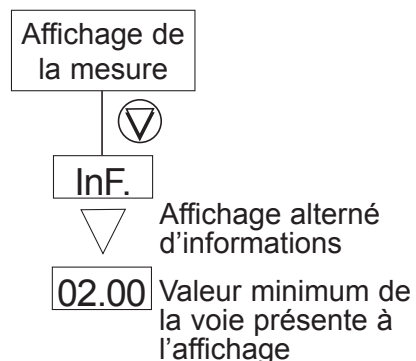 Affichage de
la mesure
InF.
Affichage alterné
d'informations
02.00
Valeur minimum de
la voie présente à
l'affichage